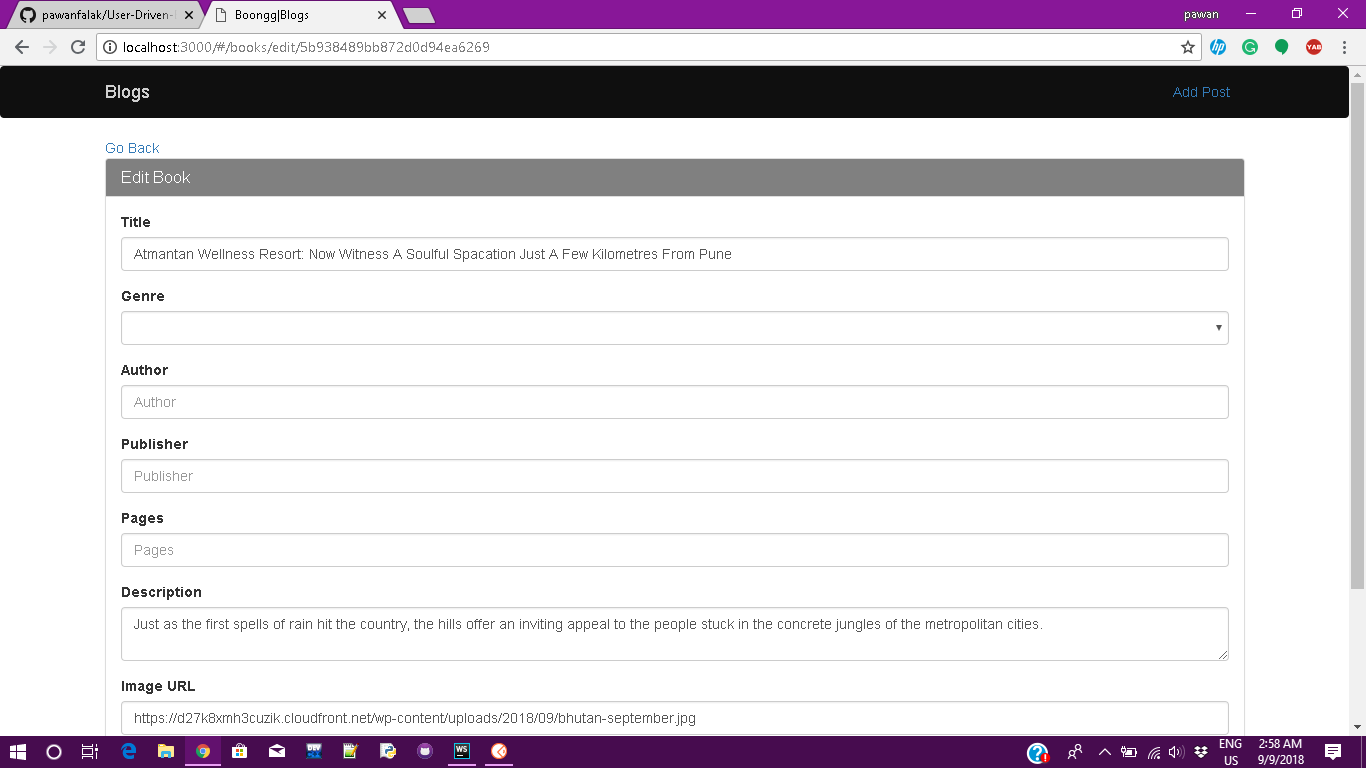 pawanfalak/User-Driven-
Boongg|Blogs
pawan
localhost:3000/#/books/edit/5b938489bb872d0d94ea6269
YAB
Blogs
Add Post
Go Back
Edit Book
Title
Atmantan Wellness Resort: Now Witness A Soulful Spacation Just A Few Kilometres From Pune
Genre
Author
Author
Publisher
Publisher
Pages
Pages
Description
Just as the first spells of rain hit the country, the hills offer an inviting appeal to the people stuck in the concrete jungles of the metropolitan cities.
Image URL
https://d27k8xmh3cuzik.cloudfront.net/wp-content/uploads/2018/09/bhutan-september.jpg
WS
ENG
US
2:58 AM
9/9/2018